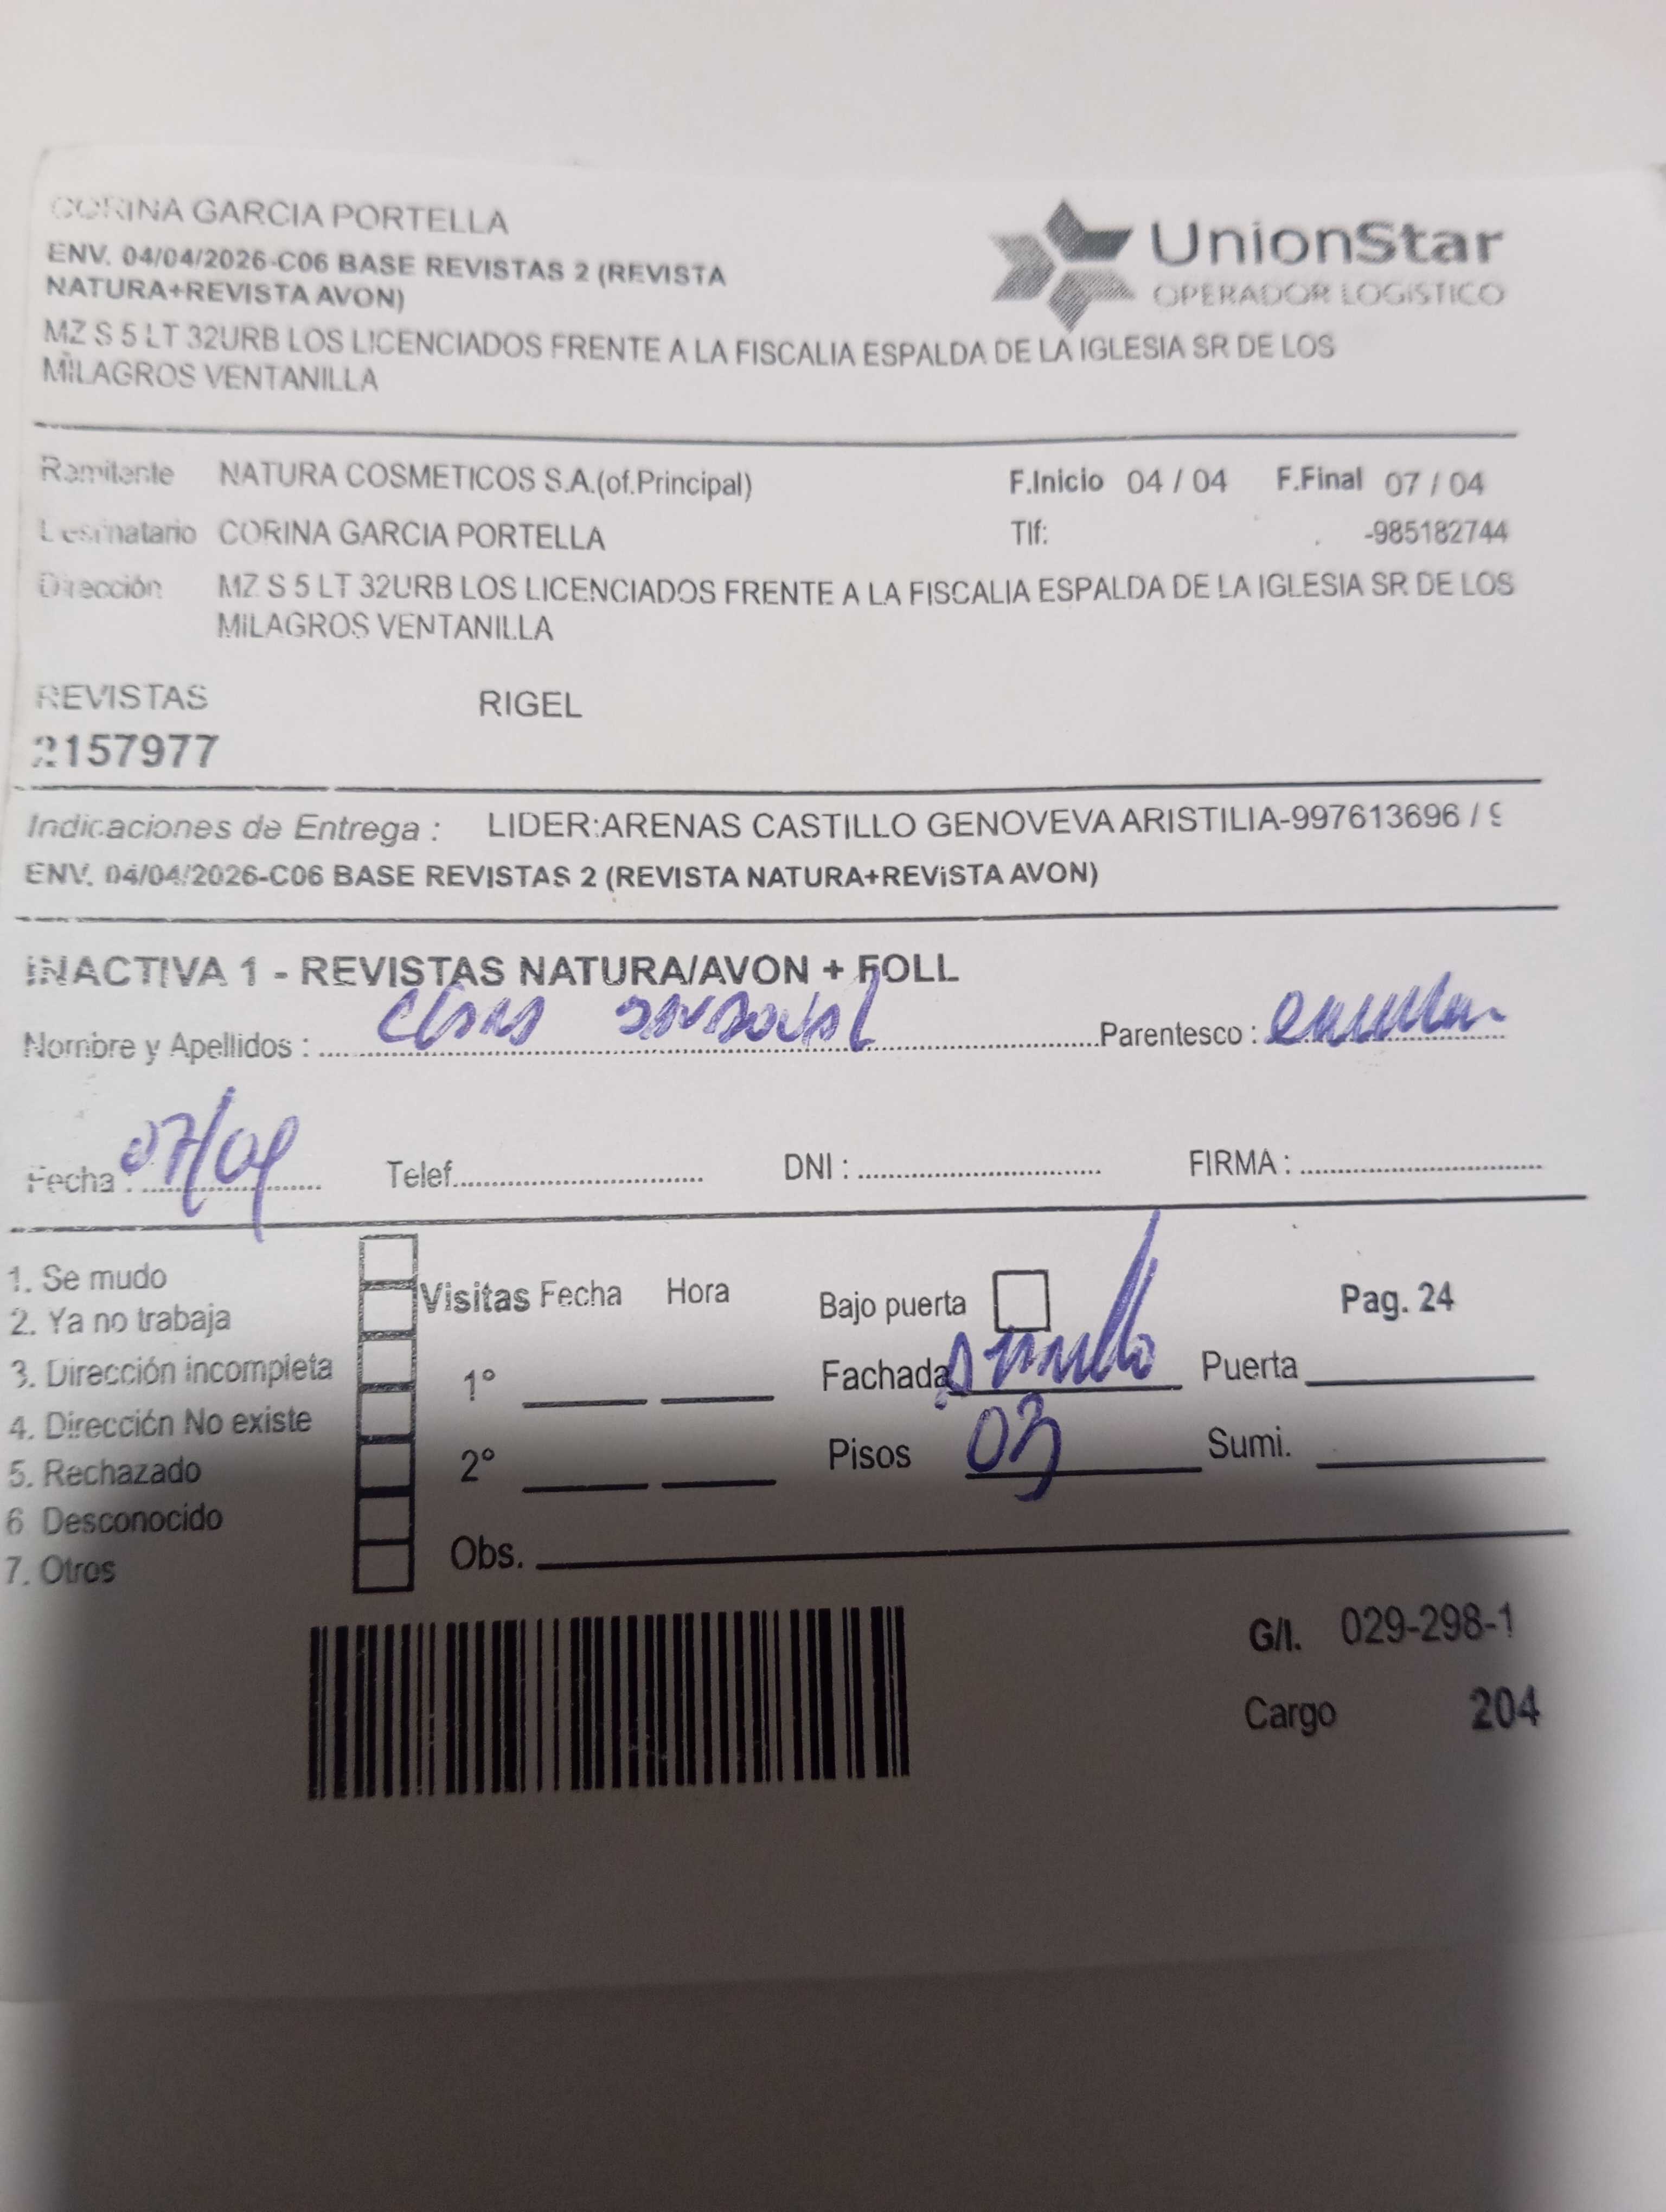 CORINA GARCIA PORTELLA
ENV. 04/04/2026-C06 BASE REVISTAS 2 (REVISTA
NATURA+REVISTA AVON)
MZ S 5 LT 32URB LOS LICENCIADOS FRENTE A LA FISCALIA ESPALDA DE LA IGLESIA SR DE LOS
MILAGROS VENTANILLA
UnionStar
OPERADOR LOGISTICO
Remitente NATURA COSMETICOS S.A.(of.Principal) F.Inicio 04 / 04 F.Final 07 / 04
Destinatario CORINA GARCIA PORTELLA Tlf: -985182744
Dirección MZ S 5 LT 32URB LOS LICENCIADOS FRENTE A LA FISCALIA ESPALDA DE LA IGLESIA SR DE LOS
MILAGROS VENTANILLA
REVISTAS RIGEL
2157977
Indicaciones de Entrega : LIDER:ARENAS CASTILLO GENOVEVA ARISTILIA-997613696 / 9
ENV. 04/04/2026-C06 BASE REVISTAS 2 (REVISTA NATURA+REVISTA AVON)
INACTIVA 1 - REVISTAS NATURA/AVON + FOLL
Nombre y Apellidos : Parentesco :
Fecha : 07/04 Telef. DNI : FIRMA :
1. Se mudo
2. Ya no trabaja
3. Dirección incompleta
4. Dirección No existe
5. Rechazado
6 Desconocido
7. Otros
Visitas Fecha Hora
1°
2°
Obs.
Bajo puerta Pag. 24
Fachada Puerta
Pisos 03 Sumi.
G/I. 029-298-1
Cargo 204